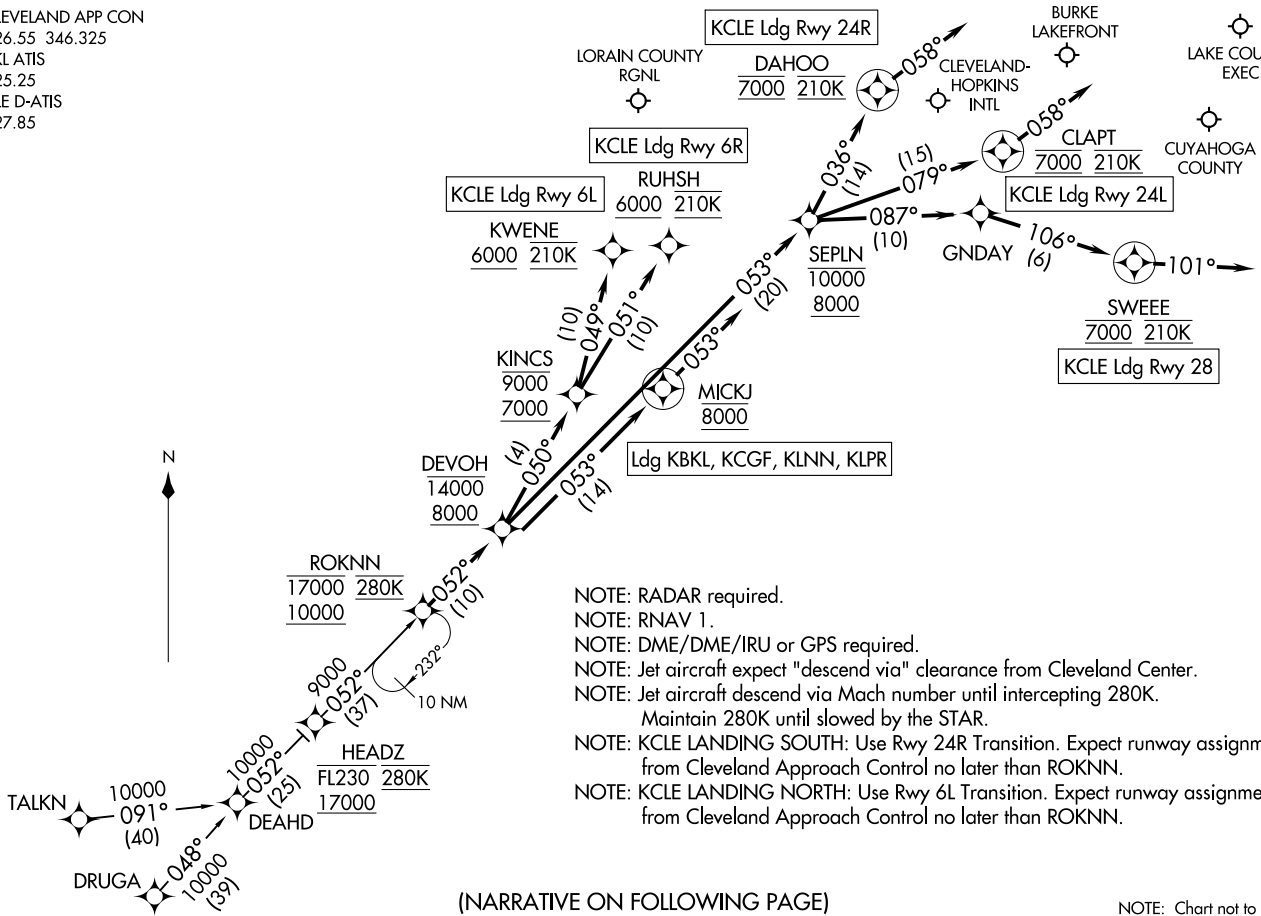 LEVELAND APP CON
26.55 346.325
KL ATIS
25.25
LE D-ATIS
27.85
KCLE Ldg Rwy 24R
DAHOO
7000 210K
058°
LORAIN COUNTY
RGNL
CLEVELAND-
HOPKINS
INTL
BURKE
LAKEFRONT
LAKE COU
EXEC
CUYAHOGA
COUNTY
058°
CLAPT
7000 210K
KCLE Ldg Rwy 24L
KCLE Ldg Rwy 6R
RUHSH
6000 210K
KCLE Ldg Rwy 6L
KWENE
6000 210K
036°
(14)
(15)
079°
087°
(10)
GNDAY
106°
(6)
101°
SWEEE
7000 210K
KCLE Ldg Rwy 28
SEPLN
10000
8000
053°
(20)
053°
(10)
049°
051°
(10)
KINCS
9000
7000
MICKJ
8000
Ldg KBKL, KCGF, KLNN, KLPR
(4)
050°
053°
(14)
DEVOH
14000
8000
N
ROKNN
17000 280K
10000
052°
(10)
232°
10 NM
9000
052°
(37)
HEADZ
FL230 280K
17000
10000
052°
(25)
TALKN
10000
091°
(40)
DEAHD
DRUGA
048°
10000
(39)
NOTE: RADAR required.
NOTE: RNAV 1.
NOTE: DME/DME/IRU or GPS required.
NOTE: Jet aircraft expect "descend via" clearance from Cleveland Center.
NOTE: Jet aircraft descend via Mach number until intercepting 280K.
Maintain 280K until slowed by the STAR.
NOTE: KCLE LANDING SOUTH: Use Rwy 24R Transition. Expect runway assignm
from Cleveland Approach Control no later than ROKNN.
NOTE: KCLE LANDING NORTH: Use Rwy 6L Transition. Expect runway assignme
from Cleveland Approach Control no later than ROKNN.
(NARRATIVE ON FOLLOWING PAGE)
NOTE: Chart not to